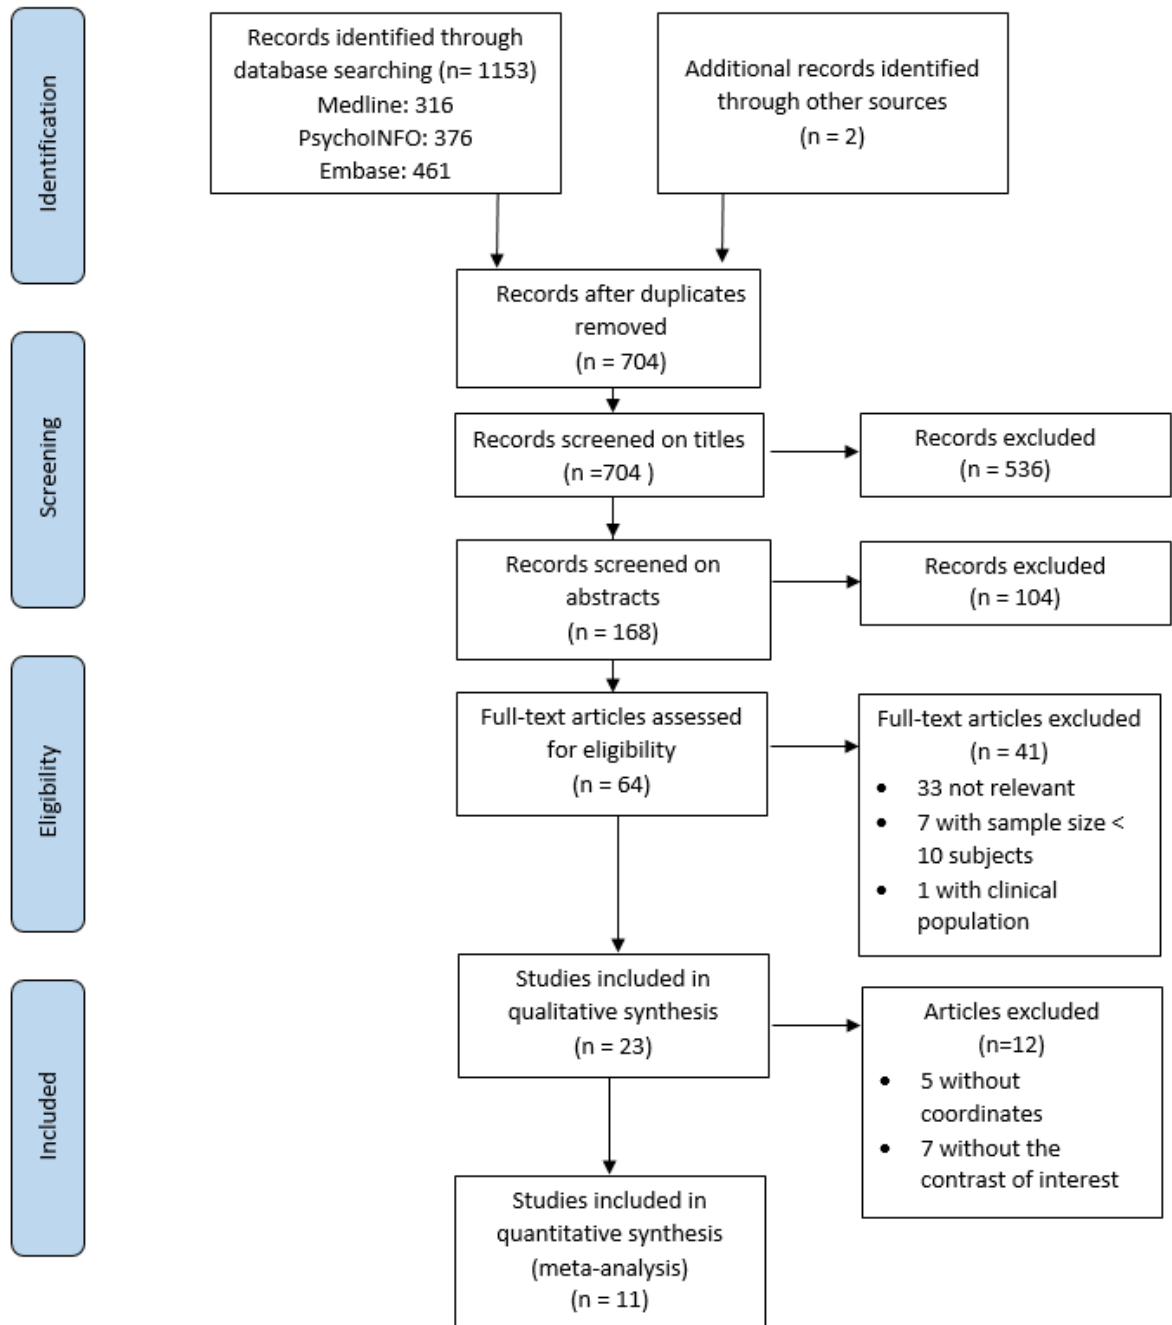 Identification
Records identified through
database searching (n= 1153)
Medline: 316
PsychoINFO: 376
Embase: 461
Additional records identified
through other sources
(n = 2)
Records after duplicates
removed
(n = 704)
Screening
Records screened on titles
(n =704 )
Records excluded
(n = 536)
Records screened on
abstracts
(n = 168)
Records excluded
(n = 104)
Eligibility
Full-text articles assessed
for eligibility
(n = 64)
Full-text articles excluded
(n = 41)
• 33 not relevant
• 7 with sample size <
10 subjects
• 1 with clinical
population
Included
Studies included in
qualitative synthesis
(n = 23)
Articles excluded
(n=12)
• 5 without
coordinates
• 7 without the
contrast of interest
Studies included in
quantitative synthesis
(meta-analysis)
(n = 11)